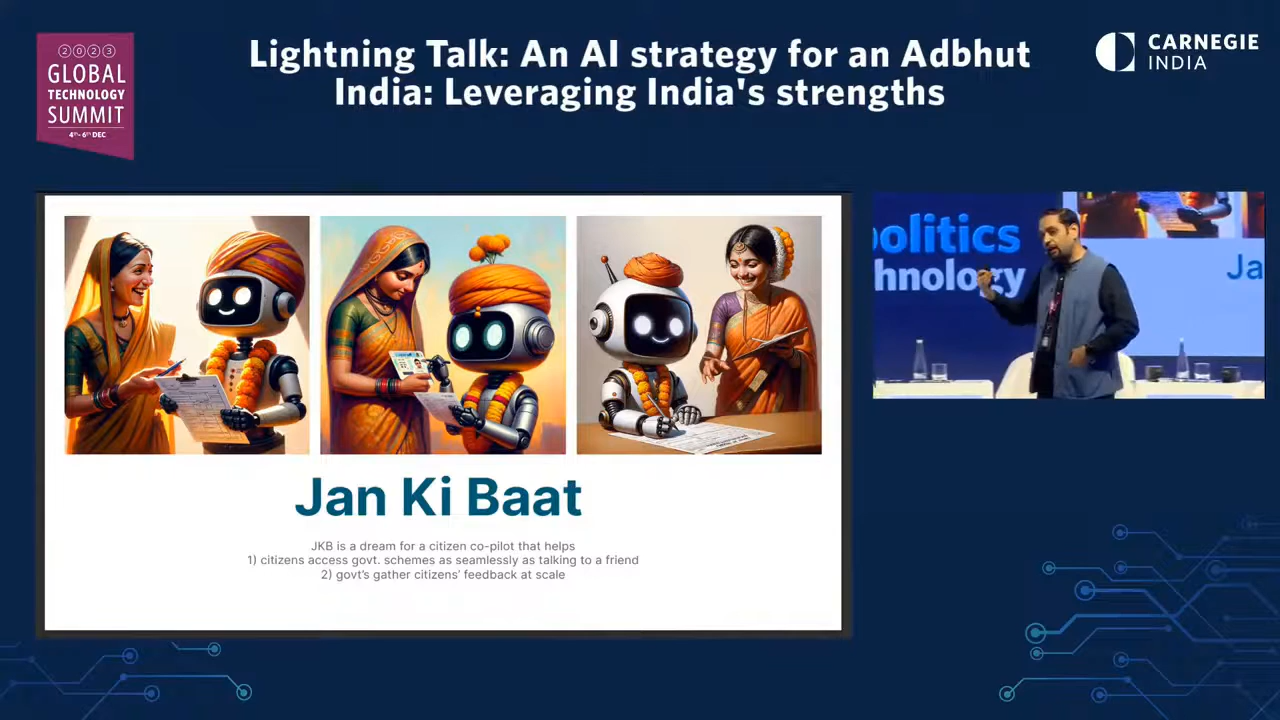 2023
GLOBAL
TECHNOLOGY
SUMMIT
4th- 6th DEC
Lightning Talk: An AI strategy for an Adbhut
India: Leveraging India's strengths
CARNEGIE
INDIA
olitics
hnology
Ja
Jan Ki Baat
JKB is a dream for a citizen co-pilot that helps
1) citizens access govt. schemes as seamlessly as talking to a friend
2) govt's gather citizens' feedback at scale